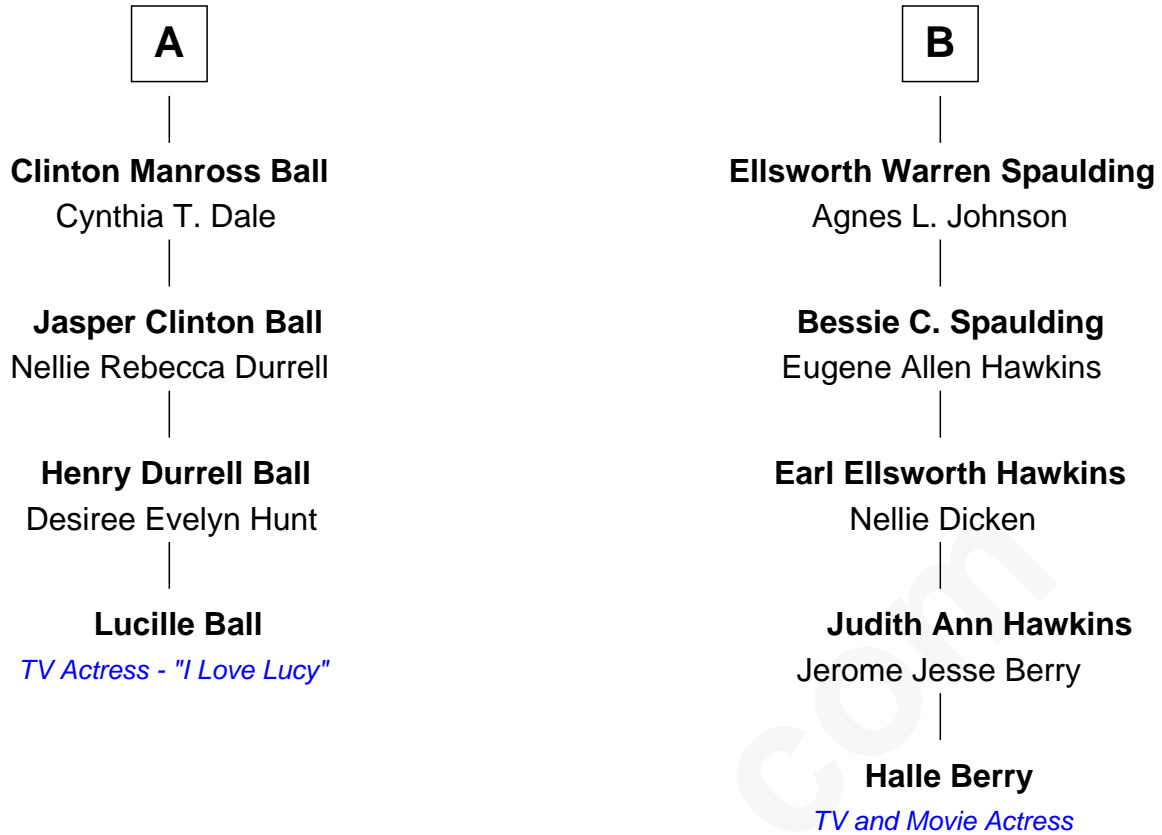 A
Clinton Manross Ball
Cynthia T. Dale
Jasper Clinton Ball
Nellie Rebecca Durrell
Henry Durrell Ball
Desiree Evelyn Hunt
Lucille Ball
TV Actress - "I Love Lucy"
B
Ellsworth Warren Spaulding
Agnes L. Johnson
Bessie C. Spaulding
Eugene Allen Hawkins
Earl Ellsworth Hawkins
Nellie Dicken
Judith Ann Hawkins
Jerome Jesse Berry
Halle Berry
TV and Movie Actress
com